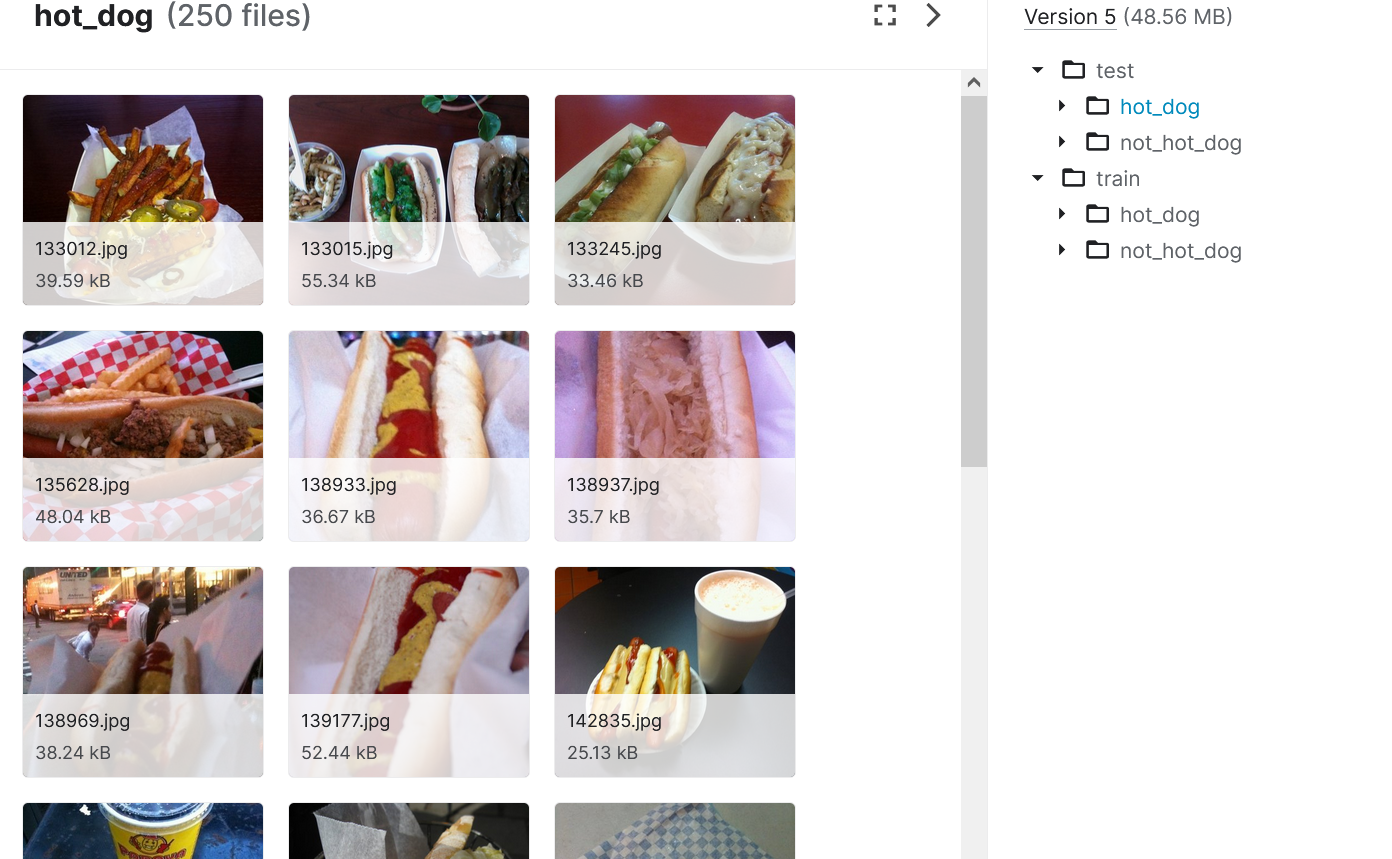 hot_dog (250 files)
Version 5 (48.56 MB)
test
hot_dog
not_hot_dog
train
hot_dog
not_hot_dog
133012.jpg
39.59 kB
133015.jpg
55.34 kB
133245.jpg
33.46 kB
135628.jpg
48.04 kB
138933.jpg
36.67 kB
138937.jpg
35.7 kB
UNITED
138969.jpg
38.24 kB
139177.jpg
52.44 kB
142835.jpg
25.13 kB